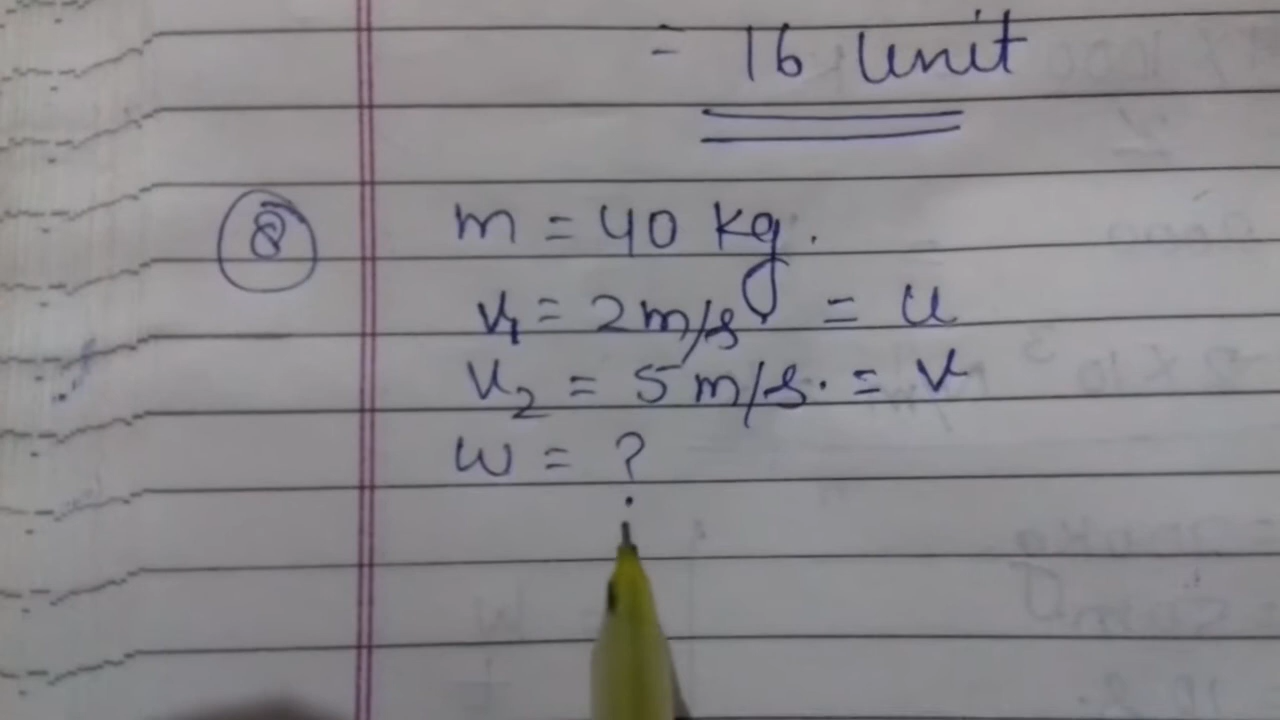 = 16 Unit
⑧ m = 40 kg.
v₁ = 2 m/s = u
v₂ = 5 m/s. = v
W = ?